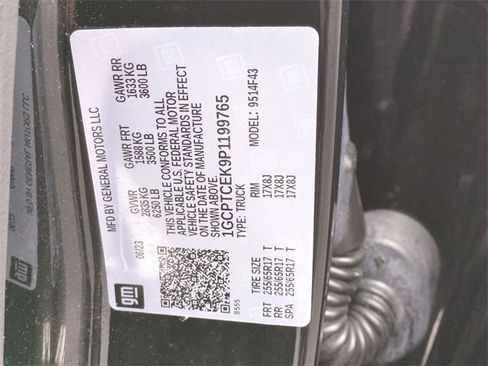 MFD BY GENERAL MOTORS LLC
06/23 GVWR GAWR FRT GAWR RR
2835 KG 1588 KG 1633 KG
6250 LB 3500 LB 3600 LB
THIS VEHICLE CONFORMS TO ALL
APPLICABLE U.S. FEDERAL MOTOR
VEHICLE SAFETY STANDARDS IN EFFECT
ON THE DATE OF MANUFACTURE
SHOWN ABOVE.
1GCPTCEK9P1199765
TYPE: TRUCK MODEL: 9514F43
gm
8555
TIRE SIZE RIM
FRT 255/65R17 T 17X8J
RR 255/65R17 T 17X8J
SPA 255/65R17 T 17X8J